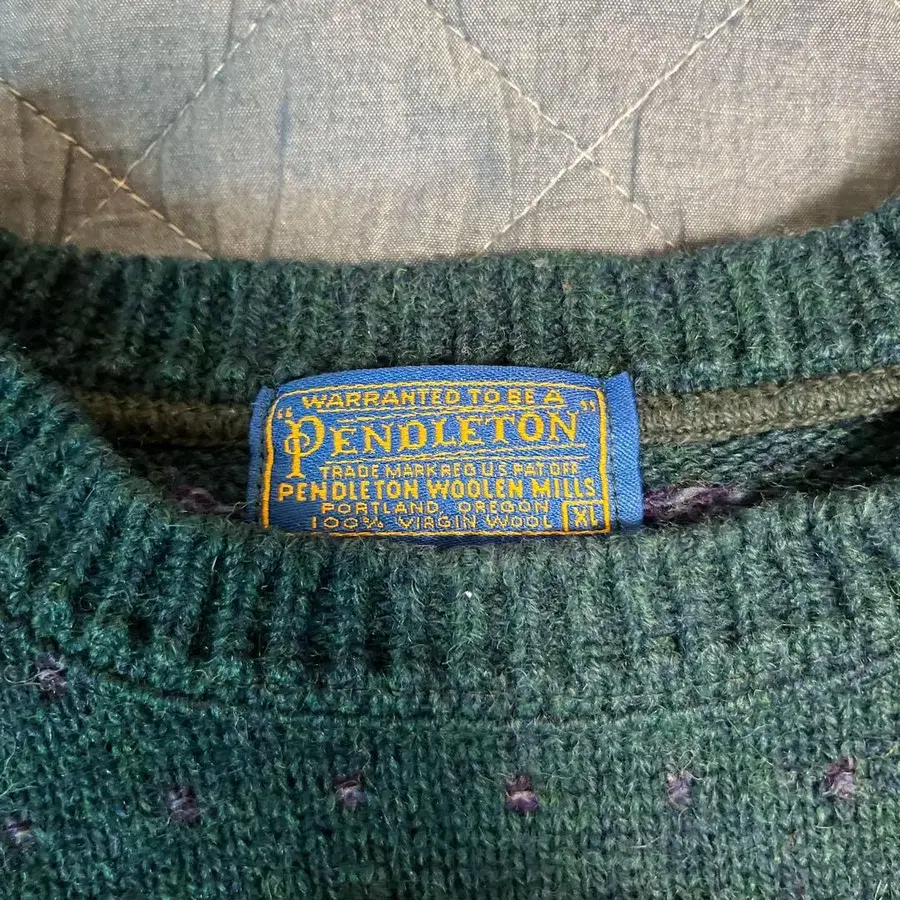 WARRANTED TO BE A
"PENDLETON"
TRADE MARK REG U.S. PAT OFF
PENDLETON WOOLEN MILLS
PORTLAND, OREGON
100% VIRGIN WOOL XL